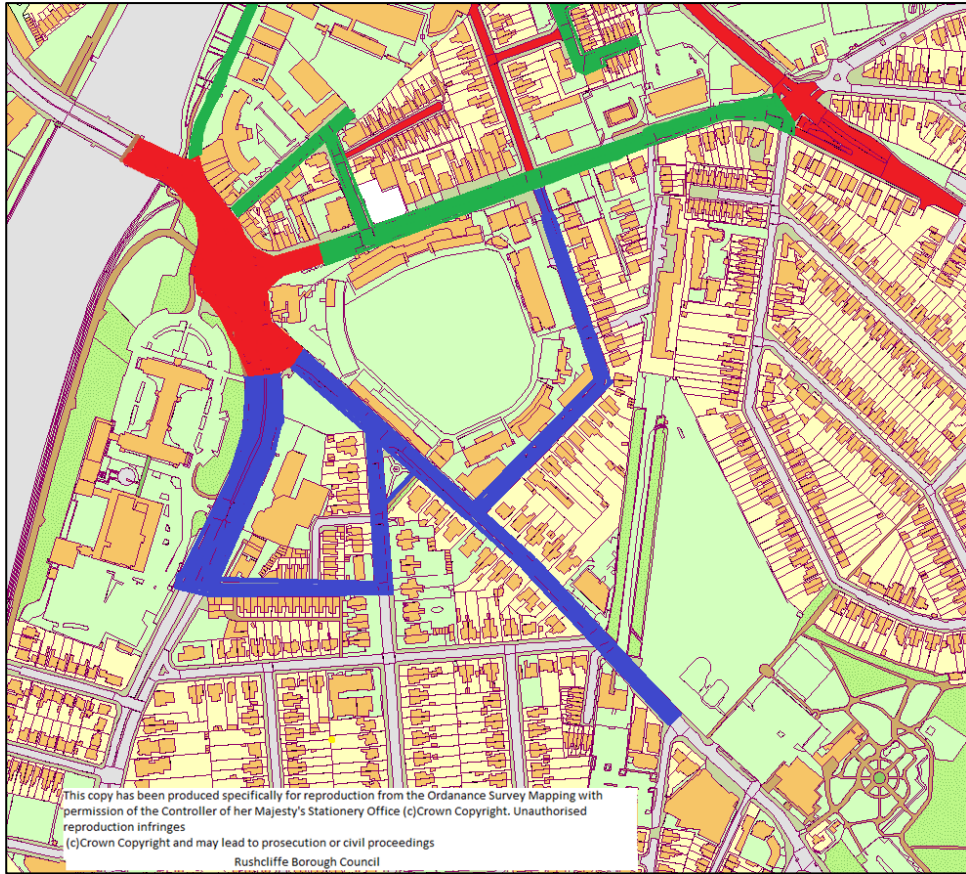 This copy has been produced specifically for reproduction from the Ordanance Survey Mapping with
permission of the Controller of her Majesty's Stationery Office (c)Crown Copyright. Unauthorised
reproduction infringes
(c)Crown Copyright and may lead to prosecution or civil proceedings
Rushcliffe Borough Council